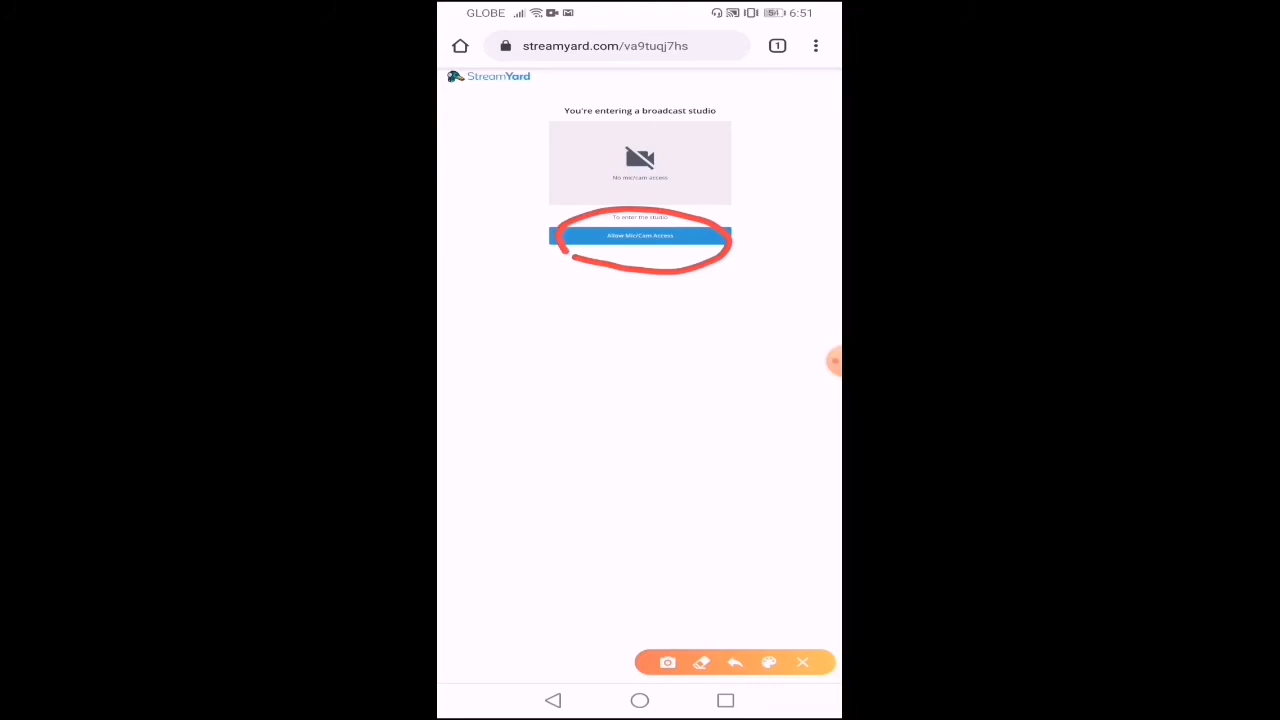 GLOBE 54 6:51
streamyard.com/va9tuqj7hs 1
StreamYard
You're entering a broadcast studio
No mic/cam access
To enter the studio
Allow Mic/Cam Access